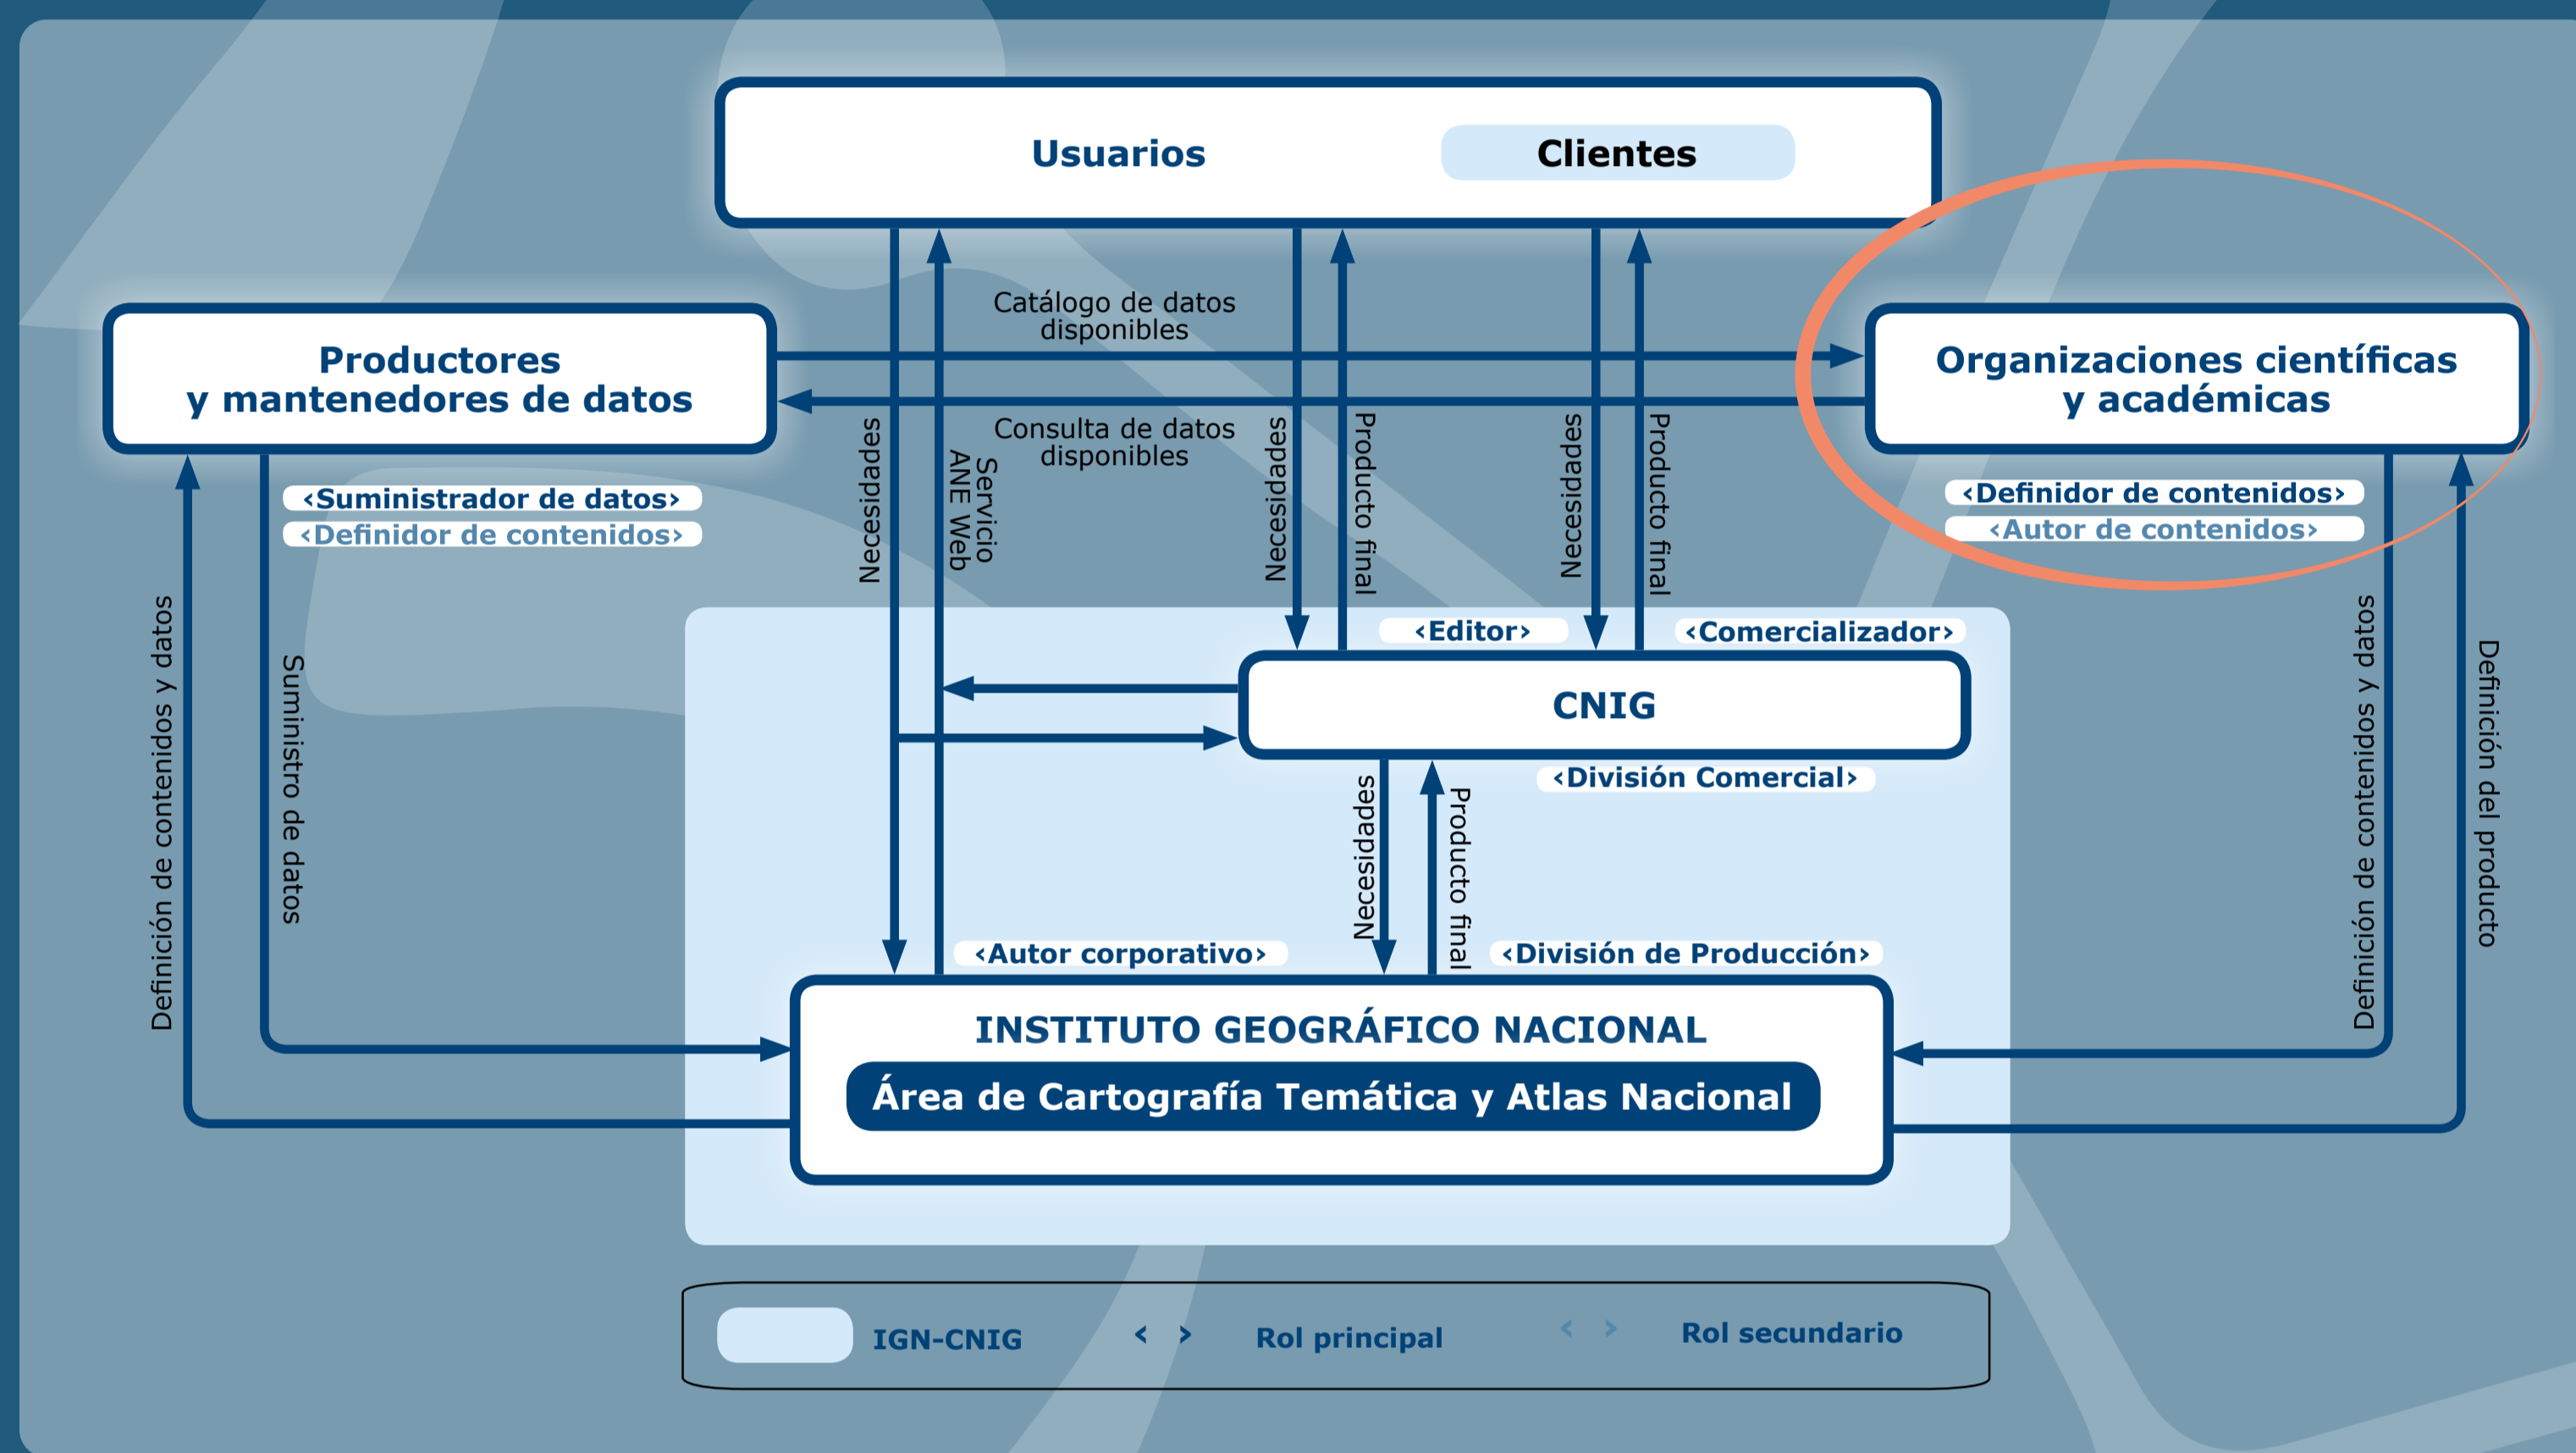 Usuarios
Clientes
Catálogo de datos
disponibles
Productores
y mantenedores de datos
Organizaciones científicas
y académicas
Consulta de datos
disponibles
Necesidades
Servicio
ANE Web
Necesidades
Producto final
Necesidades
Producto final
‹Suministrador de datos›
‹Definidor de contenidos›
‹Definidor de contenidos›
‹Autor de contenidos›
Definición de contenidos y datos
Suministro de datos
‹Editor›
‹Comercializador›
CNIG
‹División Comercial›
Necesidades
Producto final
Definición de contenidos y datos
Definición del producto
‹Autor corporativo›
‹División de Producción›
INSTITUTO GEOGRÁFICO NACIONAL
Área de Cartografía Temática y Atlas Nacional
IGN-CNIG
‹ › Rol principal
‹ › Rol secundario